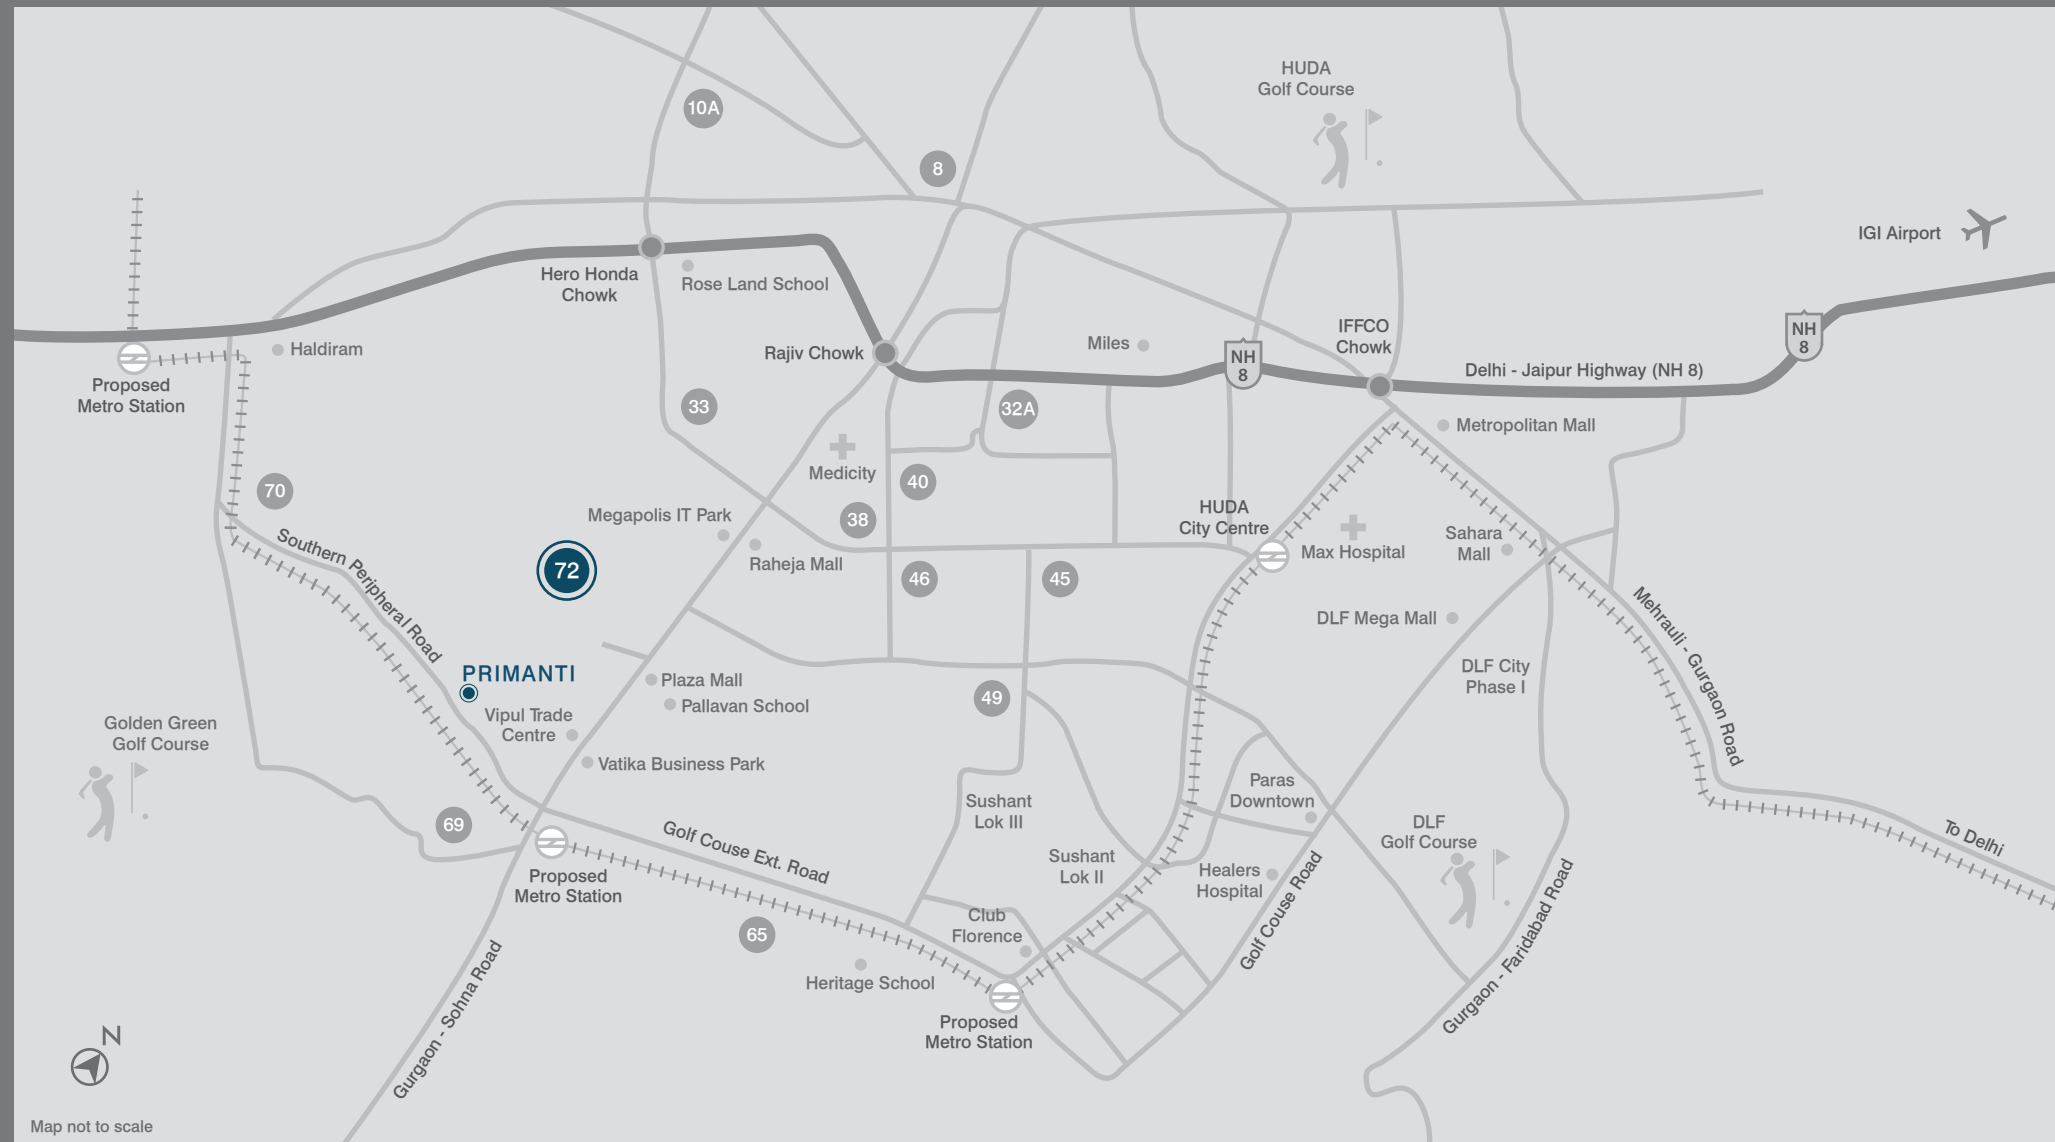 HUDA
Golf Course
10A
8
IGI Airport
Hero Honda
Chowk
Rose Land School
IFFCO
Chowk
NH
8
Haldiram
Rajiv Chowk
Miles
NH
8
Delhi - Jaipur Highway (NH 8)
Proposed
Metro Station
33
32A
Metropolitan Mall
Medicity
40
70
38
HUDA
City Centre
Megapolis IT Park
Max Hospital
Sahara
Mall
Southern Peripheral Road
Raheja Mall
72
46
45
DLF Mega Mall
Mehrauli - Gurgaon Road
PRIMANTI
Plaza Mall
Pallavan School
49
DLF City
Phase I
Golden Green
Golf Course
Vipul Trade
Centre
Vatika Business Park
Paras
Downtown
Sushant
Lok III
69
Golf Couse Ext. Road
DLF
Golf Course
To Delhi
Sushant
Lok II
Healers
Hospital
Proposed
Metro Station
Golf Couse Road
Gurgaon - Faridabad Road
65
Club
Florence
Heritage School
Gurgaon - Sohna Road
Proposed
Metro Station
N
Map not to scale